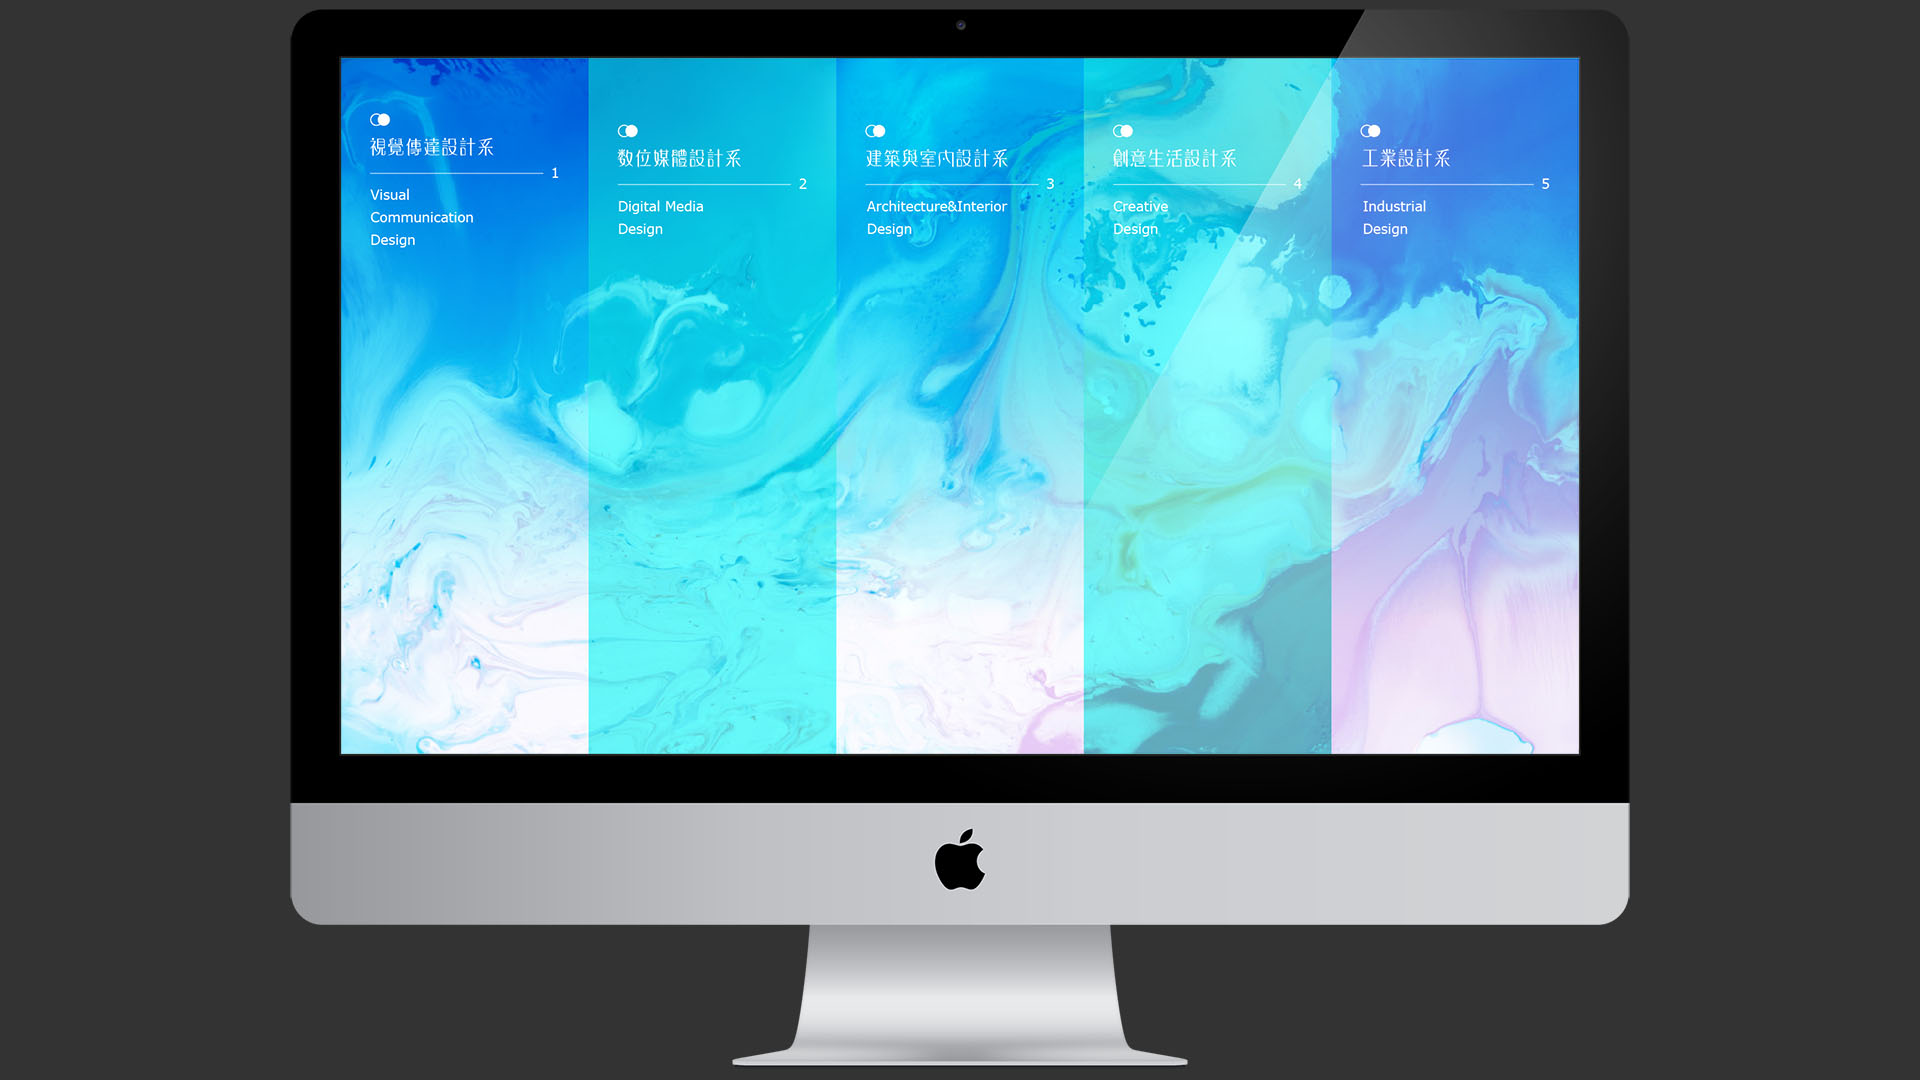 視覺傳達設計系
1
Visual
Communication
Design
数位媒體設計系
2
Digital Media
Design
建築與室內設計系
3
Architecture&Interior
Design
創意生活設計系
4
Creative
Design
工業設計系
5
Industrial
Design